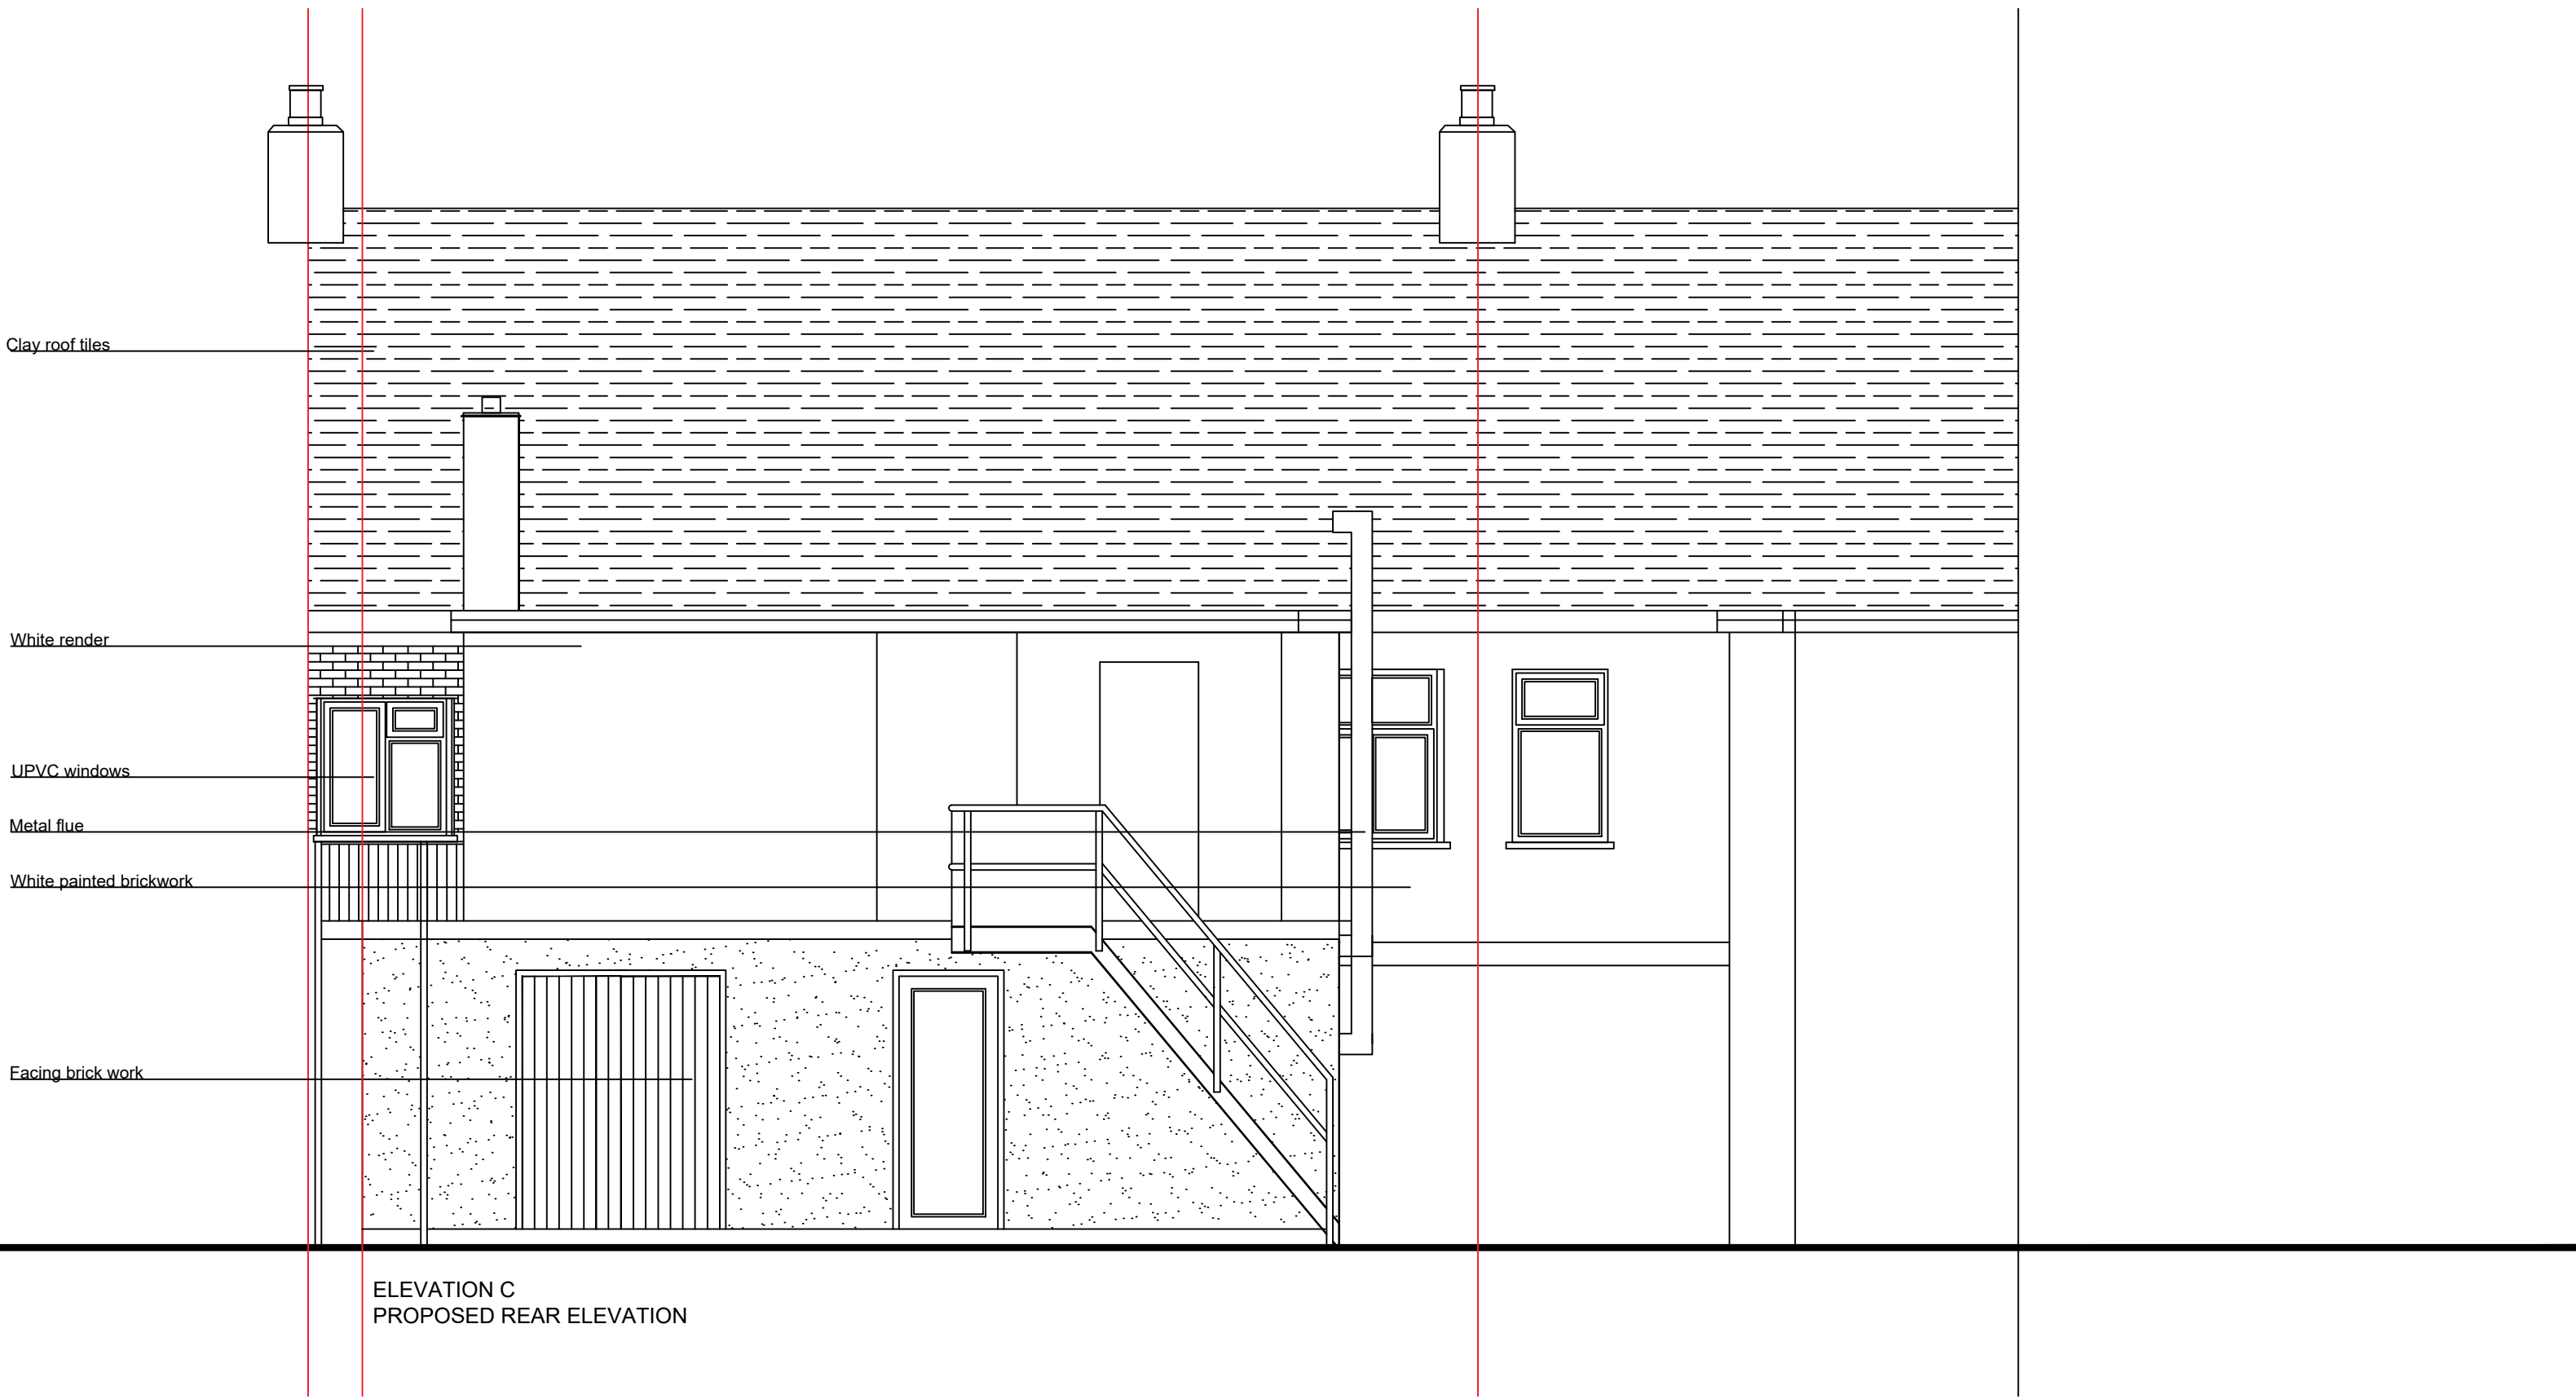 Clay roof tiles
White render
UPVC windows
Metal flue
White painted brickwork
Facing brick work
ELEVATION C
PROPOSED REAR ELEVATION